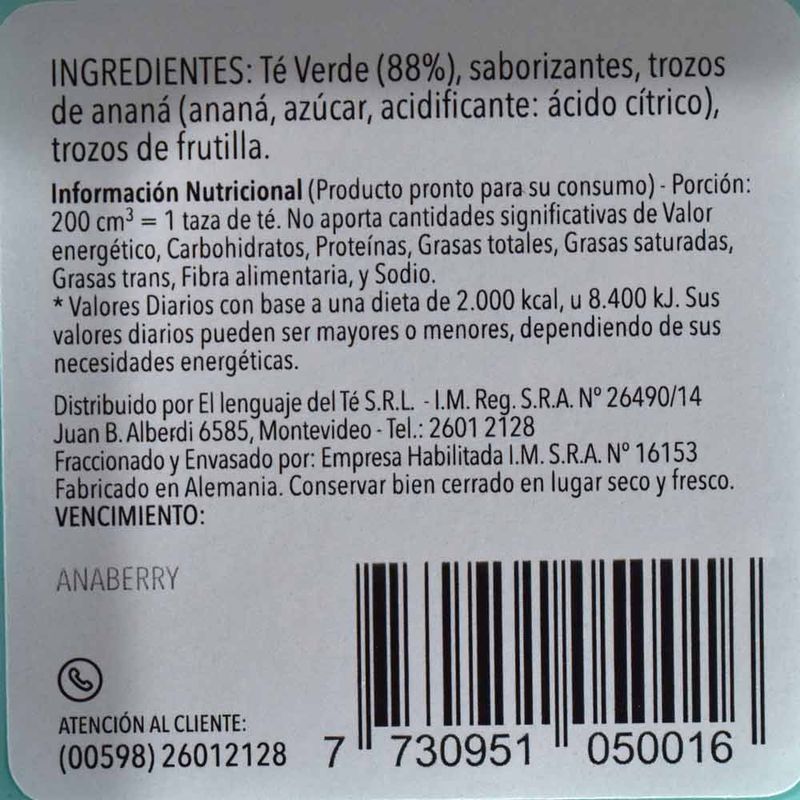 INGREDIENTES: Té Verde (88%), saborizantes, trozos
de ananá (ananá, azúcar, acidificante: ácido cítrico),
trozos de frutilla.
Información Nutricional (Producto pronto para su consumo) - Porción:
200 cm³ = 1 taza de té. No aporta cantidades significativas de Valor
energético, Carbohidratos, Proteínas, Grasas totales, Grasas saturadas,
Grasas trans, Fibra alimentaria, y Sodio.
* Valores Diarios con base a una dieta de 2.000 kcal, u 8.400 kJ. Sus
valores diarios pueden ser mayores o menores, dependiendo de sus
necesidades energéticas.
Distribuido por El lenguaje del Té S.R.L. - I.M. Reg. S.R.A. Nº 26490/14
Juan B. Alberdi 6585, Montevideo - Tel.: 2601 2128
Fraccionado y Envasado por: Empresa Habilitada I.M. S.R.A. Nº 16153
Fabricado en Alemania. Conservar bien cerrado en lugar seco y fresco.
VENCIMIENTO:
ANABERRY
ATENCIÓN AL CLIENTE:
(00598) 26012128
7 730951 050016